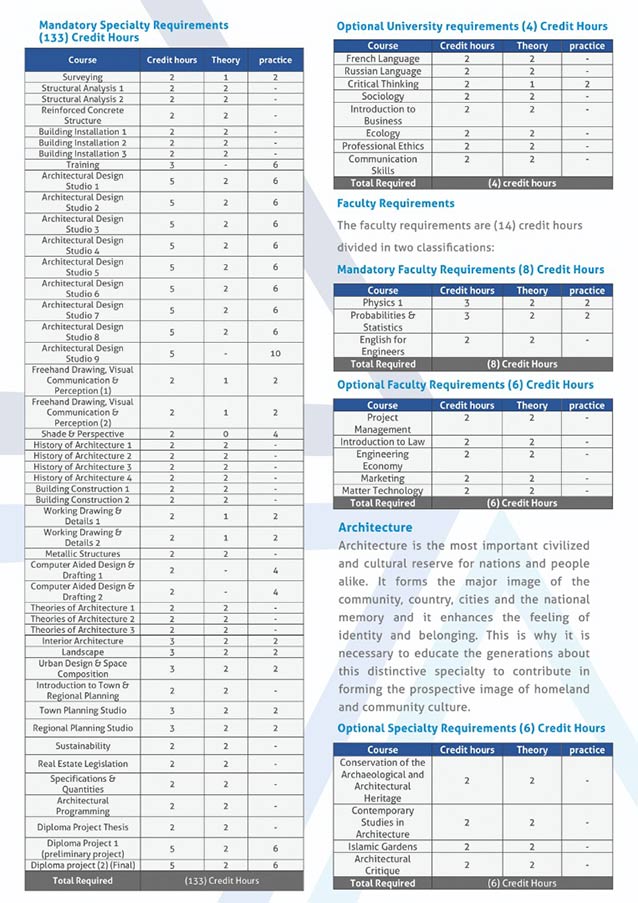 Mandatory Specialty Requirements
(133) Credit Hours
Course Credit hours Theory practice
Surveying 2 1 2
Structural Analysis 1 2 2 -
Structural Analysis 2 2 2 -
Reinforced Concrete
Structure 2 2 -
Building Installation 1 2 2 -
Building Installation 2 2 2 -
Building Installation 3 2 2 -
Training 3 - 6
Architectural Design
Studio 1 5 2 6
Architectural Design
Studio 2 5 2 6
Architectural Design
Studio 3 5 2 6
Architectural Design
Studio 4 5 2 6
Architectural Design
Studio 5 5 2 6
Architectural Design
Studio 6 5 2 6
Architectural Design
Studio 7 5 2 6
Architectural Design
Studio 8 5 2 6
Architectural Design
Studio 9 5 - 10
Freehand Drawing, Visual
Communication &
Perception (1) 2 1 2
Freehand Drawing, Visual
Communication &
Perception (2) 2 1 2
Shade & Perspective 2 0 4
History of Architecture 1 2 2 -
History of Architecture 2 2 2 -
History of Architecture 3 2 2 -
History of Architecture 4 2 2 -
Building Construction 1 2 2 -
Building Construction 2 2 2 -
Working Drawing &
Details 1 2 1 2
Working Drawing &
Details 2 2 1 2
Metallic Structures 2 2 -
Computer Aided Design &
Drafting 1 2 - 4
Computer Aided Design &
Drafting 2 2 - 4
Theories of Architecture 1 2 2 -
Theories of Architecture 2 2 2 -
Theories of Architecture 3 2 2 -
Interior Architecture 3 2 2
Landscape 3 2 2
Urban Design & Space
Composition 3 2 2
Introduction to Town &
Regional Planning 2 2 -
Town Planning Studio 3 2 2
Regional Planning Studio 3 2 2
Sustainability 2 2 -
Real Estate Legislation 2 2 -
Specifications &
Quantities 2 2 -
Architectural
Programming 2 2 -
Diploma Project Thesis 2 2 -
Diploma Project 1
(preliminary project) 5 2 6
Diploma project (2) (Final) 5 2 6
Total Required (133) Credit Hours
Optional University requirements (4) Credit Hours
Course Credit hours Theory practice
French Language 2 2 -
Russian Language 2 2 -
Critical Thinking 2 1 2
Sociology 2 2 -
Introduction to
Business 2 2 -
Ecology 2 2 -
Professional Ethics 2 2 -
Communication
Skills 2 2 -
Total Required (4) credit hours
Faculty Requirements
The faculty requirements are (14) credit hours
divided in two classifications:
Mandatory Faculty Requirements (8) Credit Hours
Course Credit hours Theory practice
Physics 1 3 2 2
Probabilities &
Statistics 3 2 2
English for
Engineers 2 2 -
Total Required (8) Credit Hours
Optional Faculty Requirements (6) Credit Hours
Course Credit hours Theory practice
Project
Management 2 2 -
Introduction to Law 2 2 -
Engineering
Economy 2 2 -
Marketing 2 2 -
Matter Technology 2 2 -
Total Required (6) Credit Hours
Architecture
Architecture is the most important civilized
and cultural reserve for nations and people
alike. It forms the major image of the
community, country, cities and the national
memory and it enhances the feeling of
identity and belonging. This is why it is
necessary to educate the generations about
this distinctive specialty to contribute in
forming the prospective image of homeland
and community culture.
Optional Specialty Requirements (6) Credit Hours
Course Credit hours Theory practice
Conservation of the
Archaeological and
Architectural
Heritage 2 2 -
Contemporary
Studies in
Architecture 2 2 -
Islamic Gardens 2 2 -
Architectural
Critique 2 2 -
Total Required (6) Credit Hours